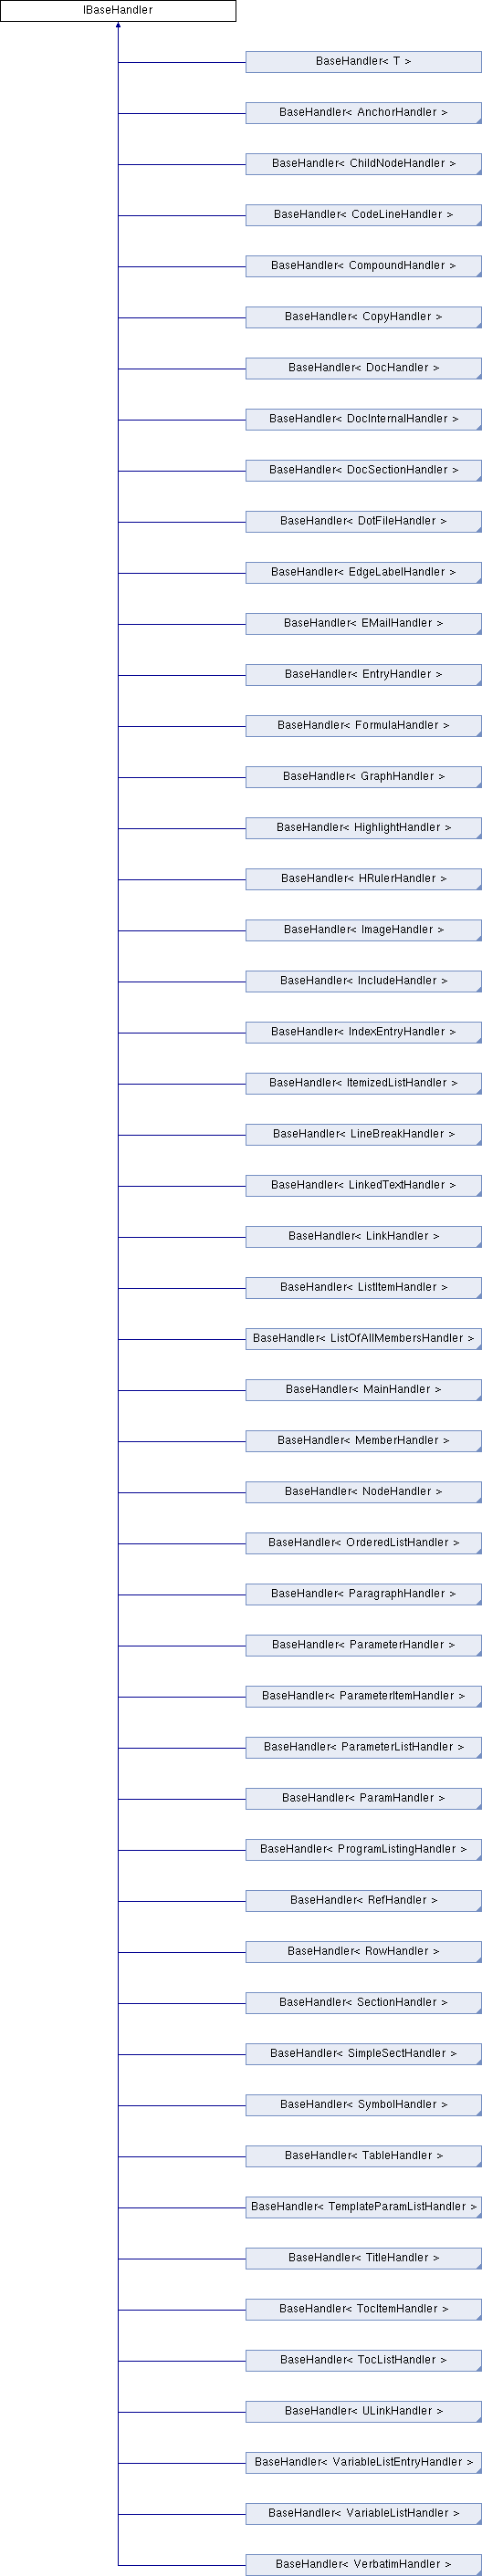 IBaseHandler
BaseHandler< T >
BaseHandler< AnchorHandler >
BaseHandler< ChildNodeHandler >
BaseHandler< CodeLineHandler >
BaseHandler< CompoundHandler >
BaseHandler< CopyHandler >
BaseHandler< DocHandler >
BaseHandler< DocInternalHandler >
BaseHandler< DocSectionHandler >
BaseHandler< DotFileHandler >
BaseHandler< EdgeLabelHandler >
BaseHandler< EMailHandler >
BaseHandler< EntryHandler >
BaseHandler< FormulaHandler >
BaseHandler< GraphHandler >
BaseHandler< HighlightHandler >
BaseHandler< HRulerHandler >
BaseHandler< ImageHandler >
BaseHandler< IncludeHandler >
BaseHandler< IndexEntryHandler >
BaseHandler< ItemizedListHandler >
BaseHandler< LineBreakHandler >
BaseHandler< LinkedTextHandler >
BaseHandler< LinkHandler >
BaseHandler< ListItemHandler >
BaseHandler< ListOfAllMembersHandler >
BaseHandler< MainHandler >
BaseHandler< MemberHandler >
BaseHandler< NodeHandler >
BaseHandler< OrderedListHandler >
BaseHandler< ParagraphHandler >
BaseHandler< ParameterHandler >
BaseHandler< ParameterItemHandler >
BaseHandler< ParameterListHandler >
BaseHandler< ParamHandler >
BaseHandler< ProgramListingHandler >
BaseHandler< RefHandler >
BaseHandler< RowHandler >
BaseHandler< SectionHandler >
BaseHandler< SimpleSectHandler >
BaseHandler< SymbolHandler >
BaseHandler< TableHandler >
BaseHandler< TemplateParamListHandler >
BaseHandler< TitleHandler >
BaseHandler< TocItemHandler >
BaseHandler< TocListHandler >
BaseHandler< ULinkHandler >
BaseHandler< VariableListEntryHandler >
BaseHandler< VariableListHandler >
BaseHandler< VerbatimHandler >